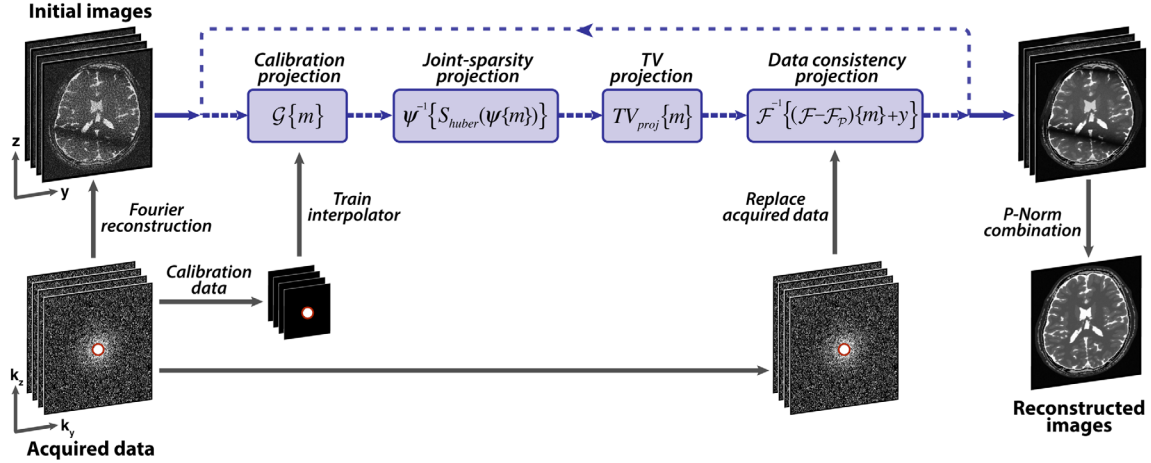 Initial images
Calibration
projection
Joint-sparsity
projection
TV
projection
Data consistency
projection
𝒢{m}
ψ⁻¹{S_huber(ψ{m})}
TV_proj{m}
ℱ⁻¹{(ℱ−ℱ_𝒫){m}+y}
z
y
Fourier
reconstruction
Train
interpolator
Replace
acquired data
P-Norm
combination
Calibration
data
k_z
k_y
Acquired data
Reconstructed
images